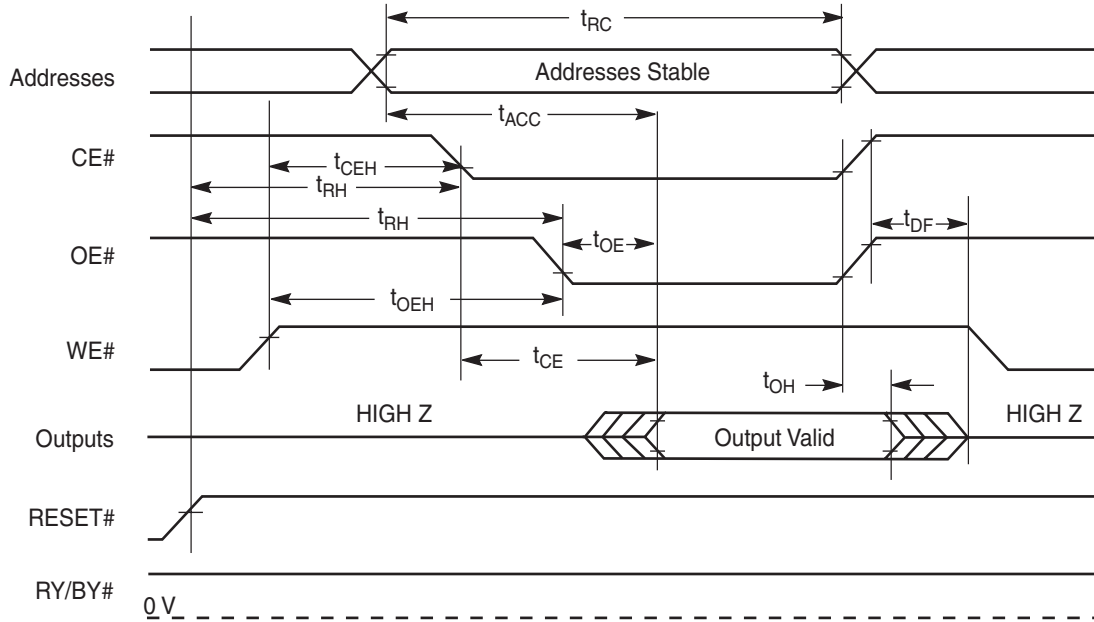 tRC
Addresses
Addresses Stable
tACC
CE#
tCEH
tRH
tRH
tDF
OE#
tOE
tOEH
WE#
tCE
tOH
HIGH Z
HIGH Z
Outputs
Output Valid
RESET#
RY/BY#
0 V